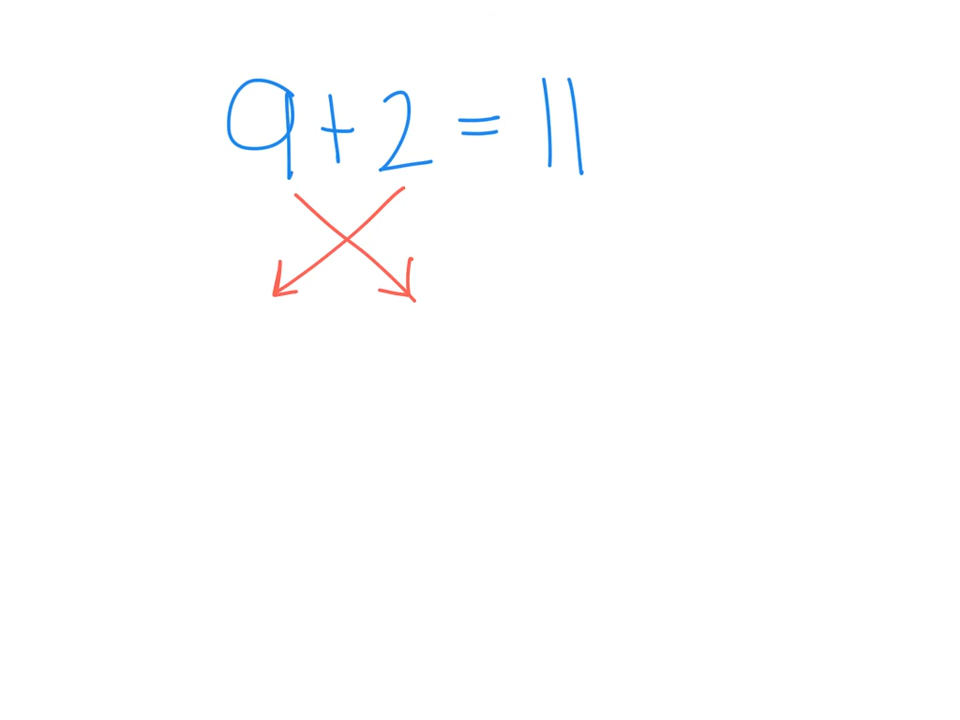 9 + 2 = 11